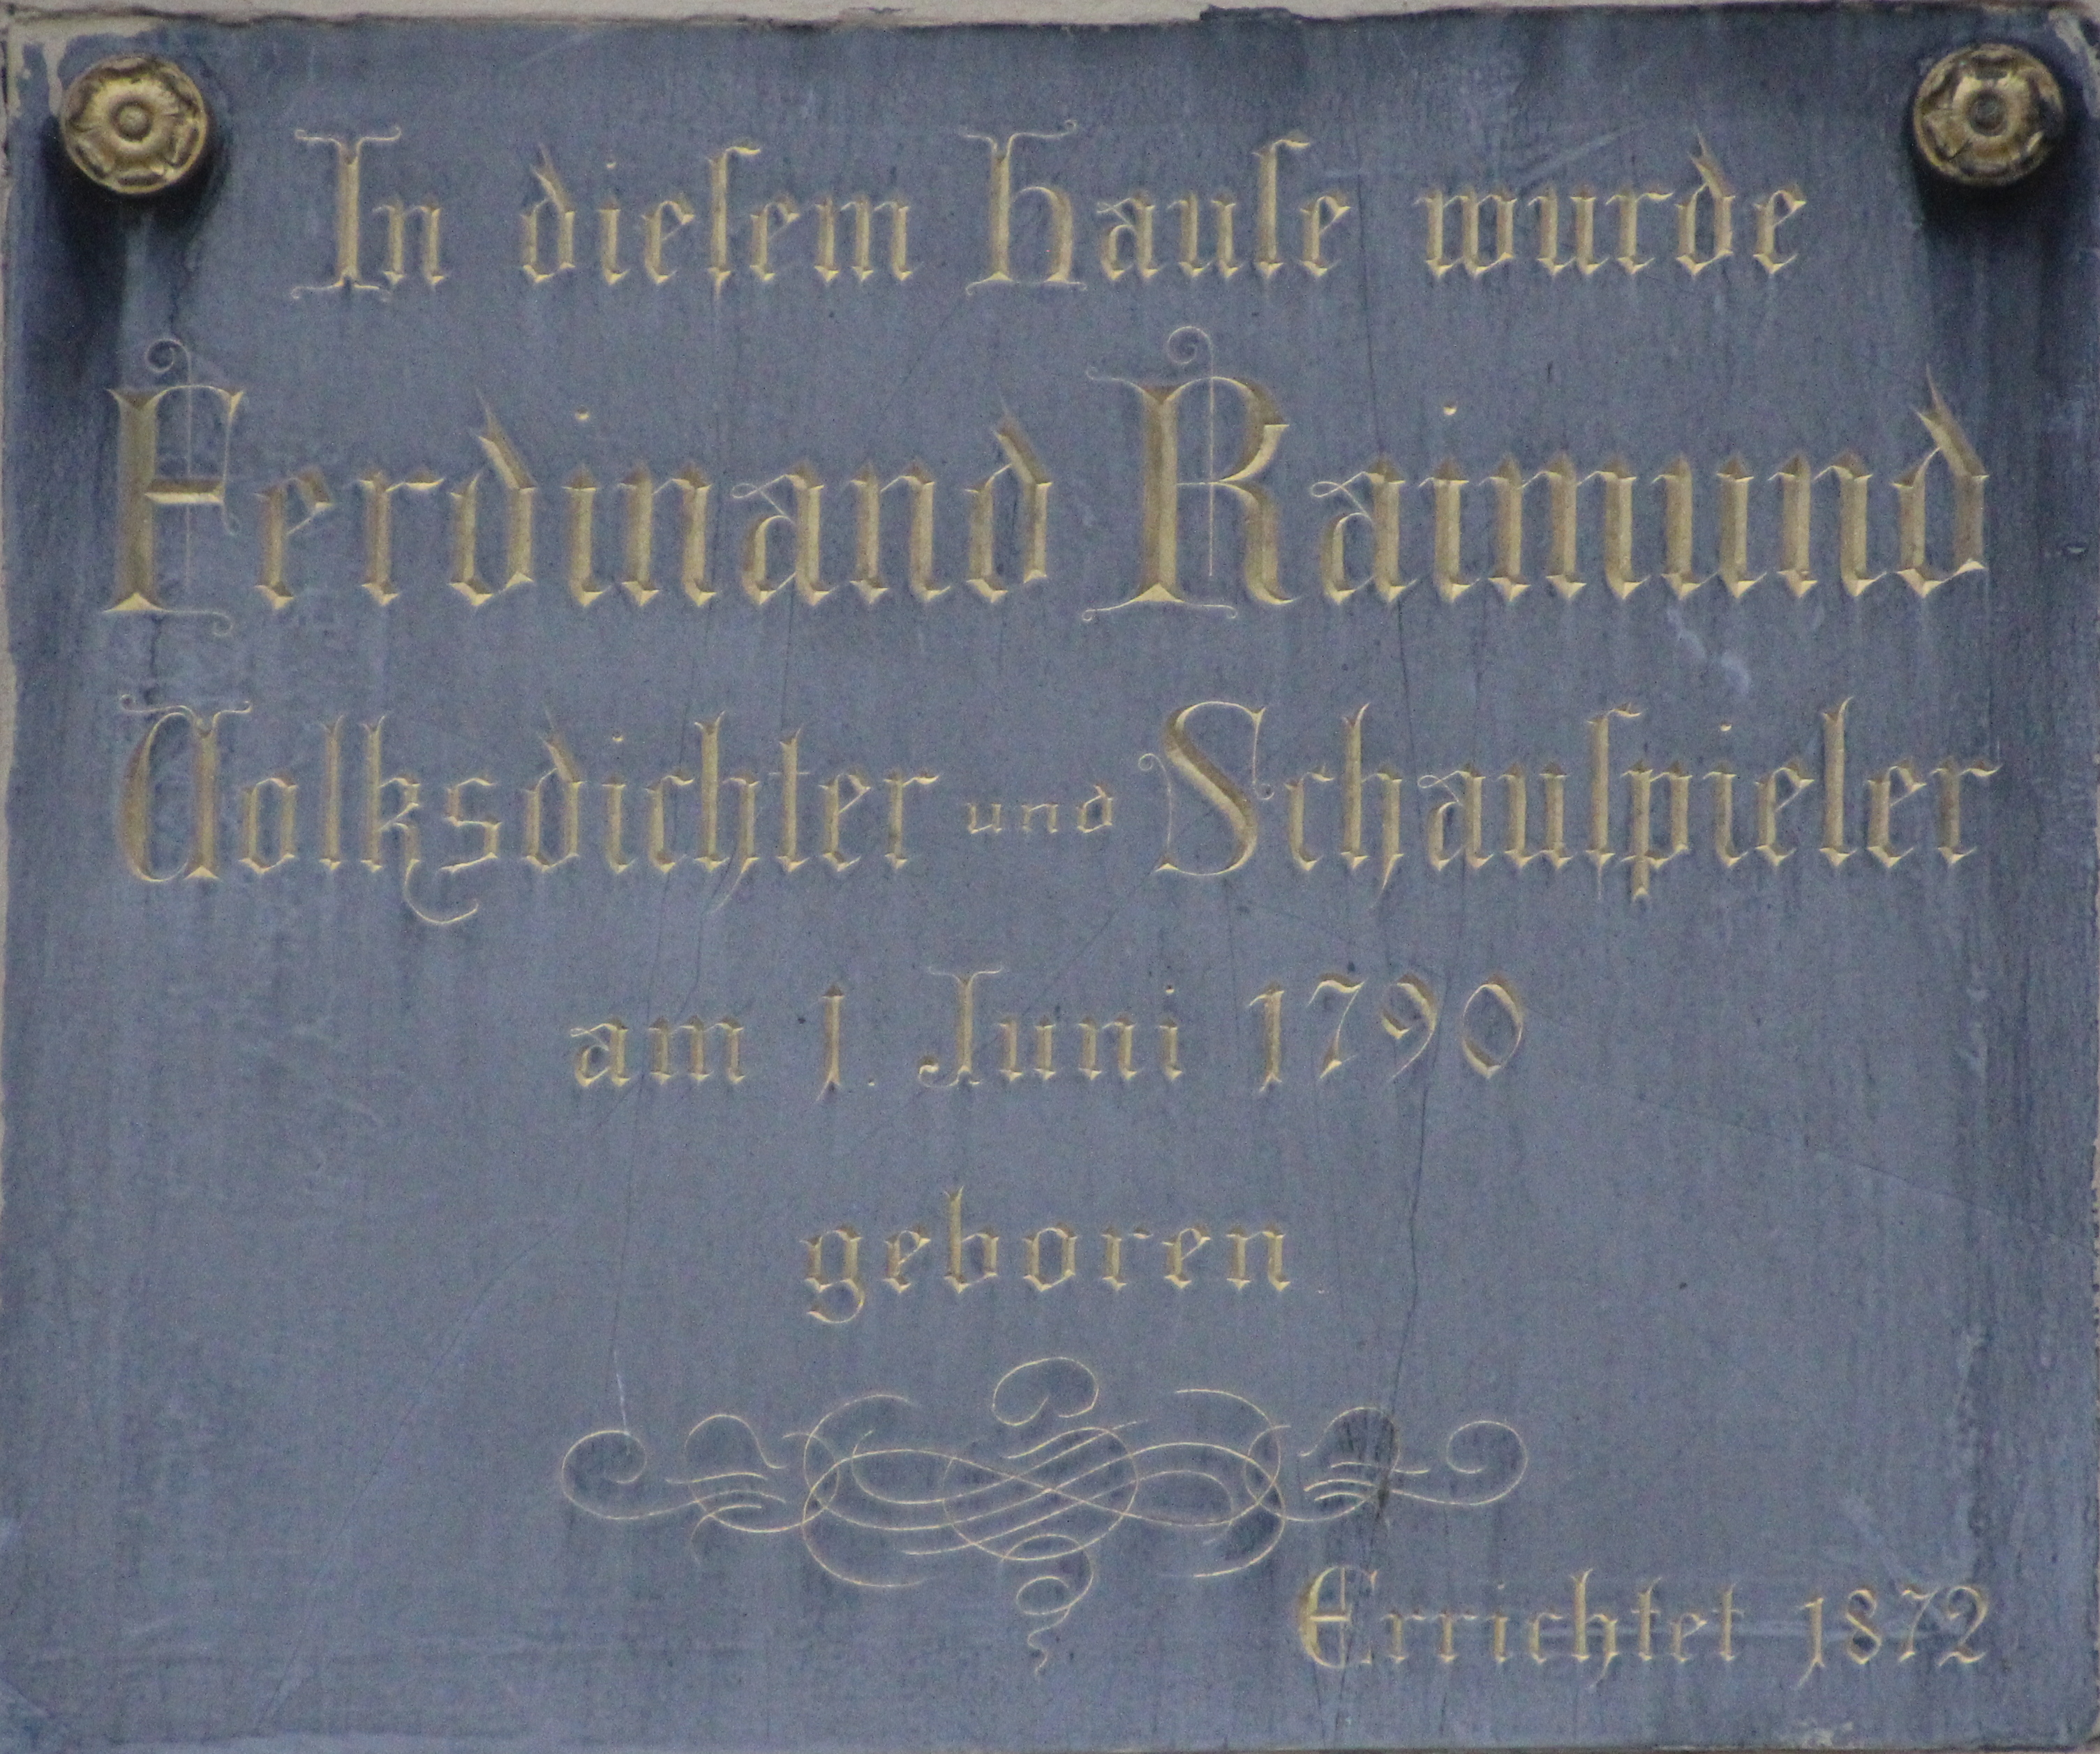 In dieſem Hauſe wurde
Ferdinand Raimund
Volksdichter und Schauſpieler
am 1. Juni 1790
geboren.
Errichtet 1872